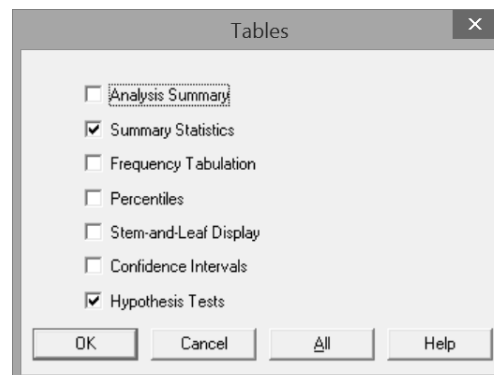 Tables
Analysis Summary
Summary Statistics
Frequency Tabulation
Percentiles
Stem-and-Leaf Display
Confidence Intervals
Hypothesis Tests
OK Cancel All Help